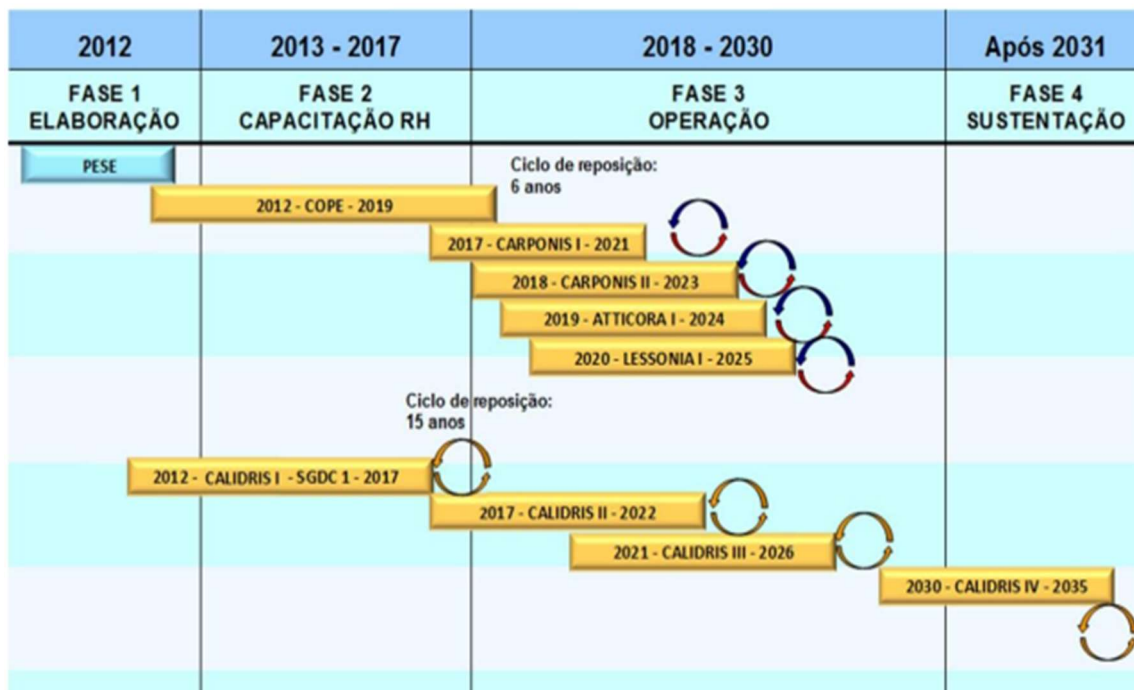 2012
2013 - 2017
2018 - 2030
Após 2031
FASE 1
ELABORAÇÃO
FASE 2
CAPACITAÇÃO RH
FASE 3
OPERAÇÃO
FASE 4
SUSTENTAÇÃO
PESE
Ciclo de reposição:
6 anos
2012 - COPE - 2019
2017 - CARPONIS I - 2021
2018 - CARPONIS II - 2023
2019 - ATTICORA I - 2024
2020 - LESSONIA I - 2025
Ciclo de reposição:
15 anos
2012 - CALIDRIS I - SGDC 1 - 2017
2017 - CALIDRIS II - 2022
2021 - CALIDRIS III - 2026
2030 - CALIDRIS IV - 2035